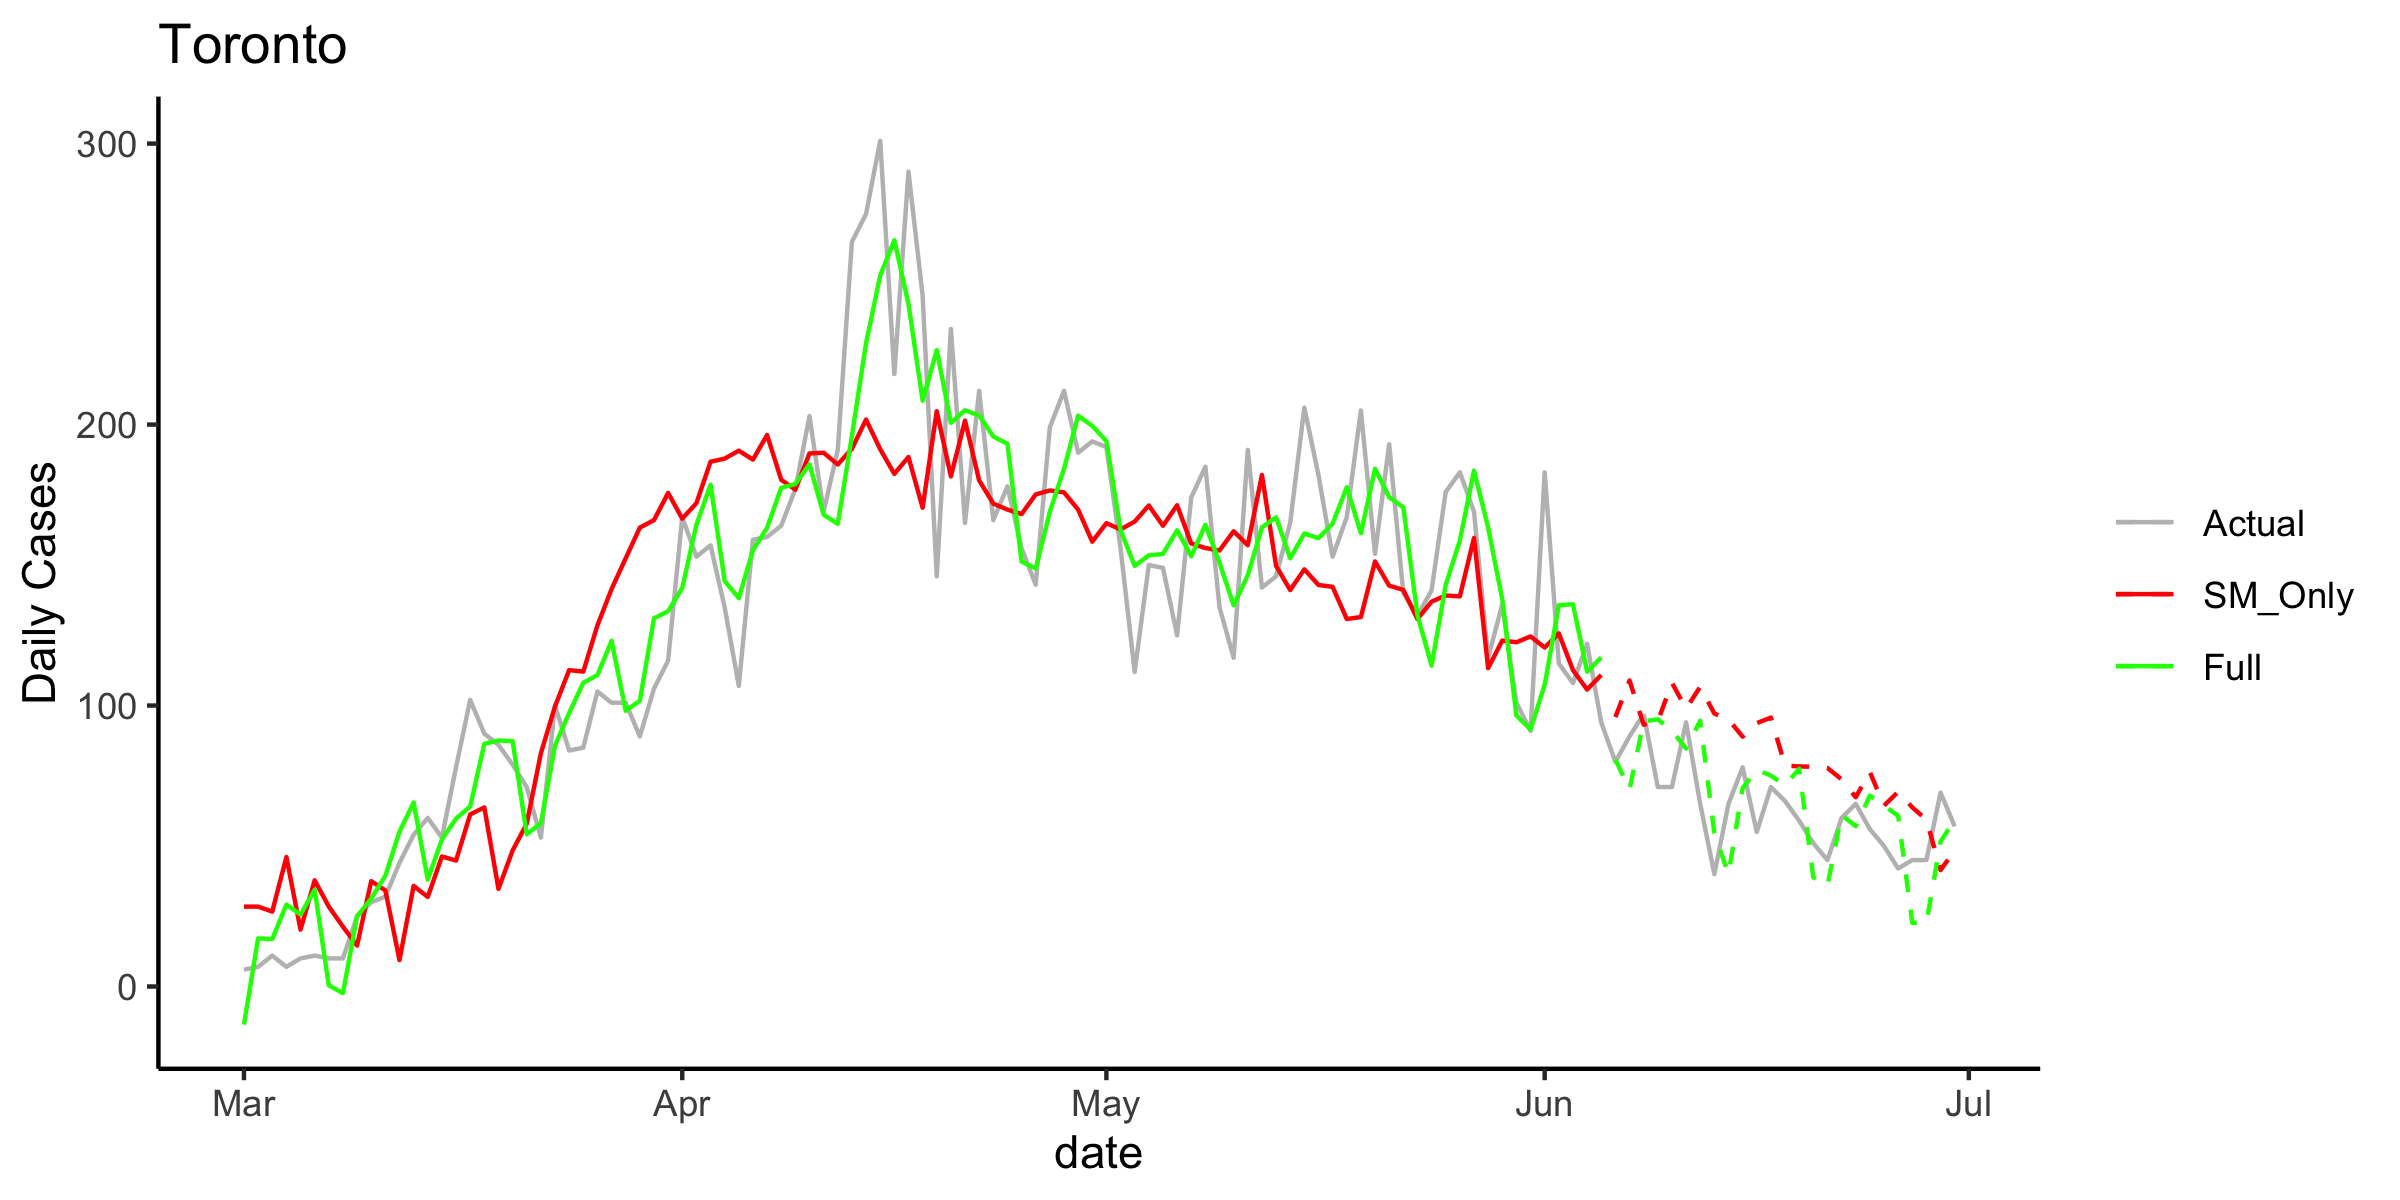 Toronto
300
200
100
0
Daily Cases
Mar Apr May Jun Jul
date
Actual
SM_Only
Full